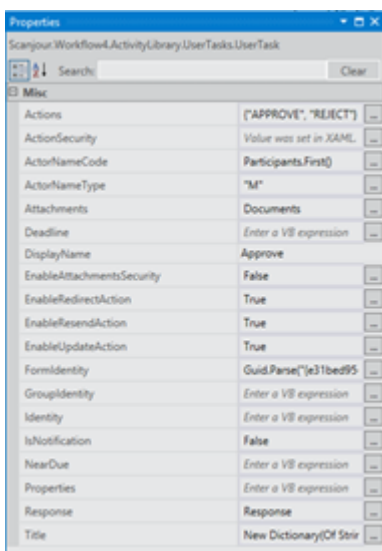 Properties
Scanjour.Workflow4.ActivityLibrary.UserTasks.UserTask
Search: Clear
Misc
Actions {"APPROVE", "REJECT"} ...
ActionSecurity Value was set in XAML. ...
ActorNameCode Participants.First() ...
ActorNameType "M" ...
Attachments Documents ...
Deadline Enter a VB expression ...
DisplayName Approve
EnableAttachmentsSecurity False ...
EnableRedirectAction True ...
EnableResendAction True ...
EnableUpdateAction True ...
FormIdentity Guid.Parse("{e31bed95 ...
GroupIdentity Enter a VB expression ...
Identity Enter a VB expression ...
IsNotification False ...
NearDue Enter a VB expression ...
Properties Enter a VB expression ...
Response Response ...
Title New Dictionary(Of Strir ...